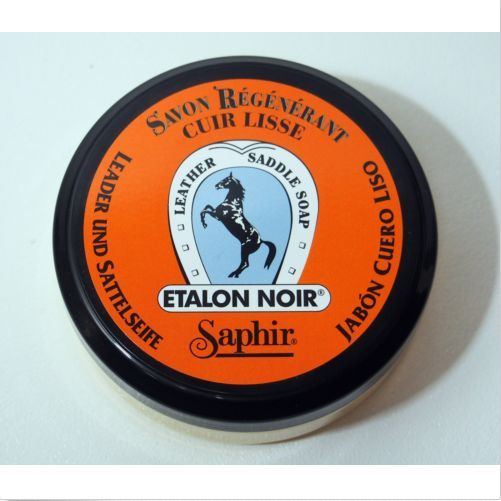 SAVON RÉGÉNÉRANT
CUIR LISSE
LEATHER SADDLE SOAP
LEADER UND SATTELSEIFE
JABÓN CUERO LISO
ETALON NOIR®
Saphir®